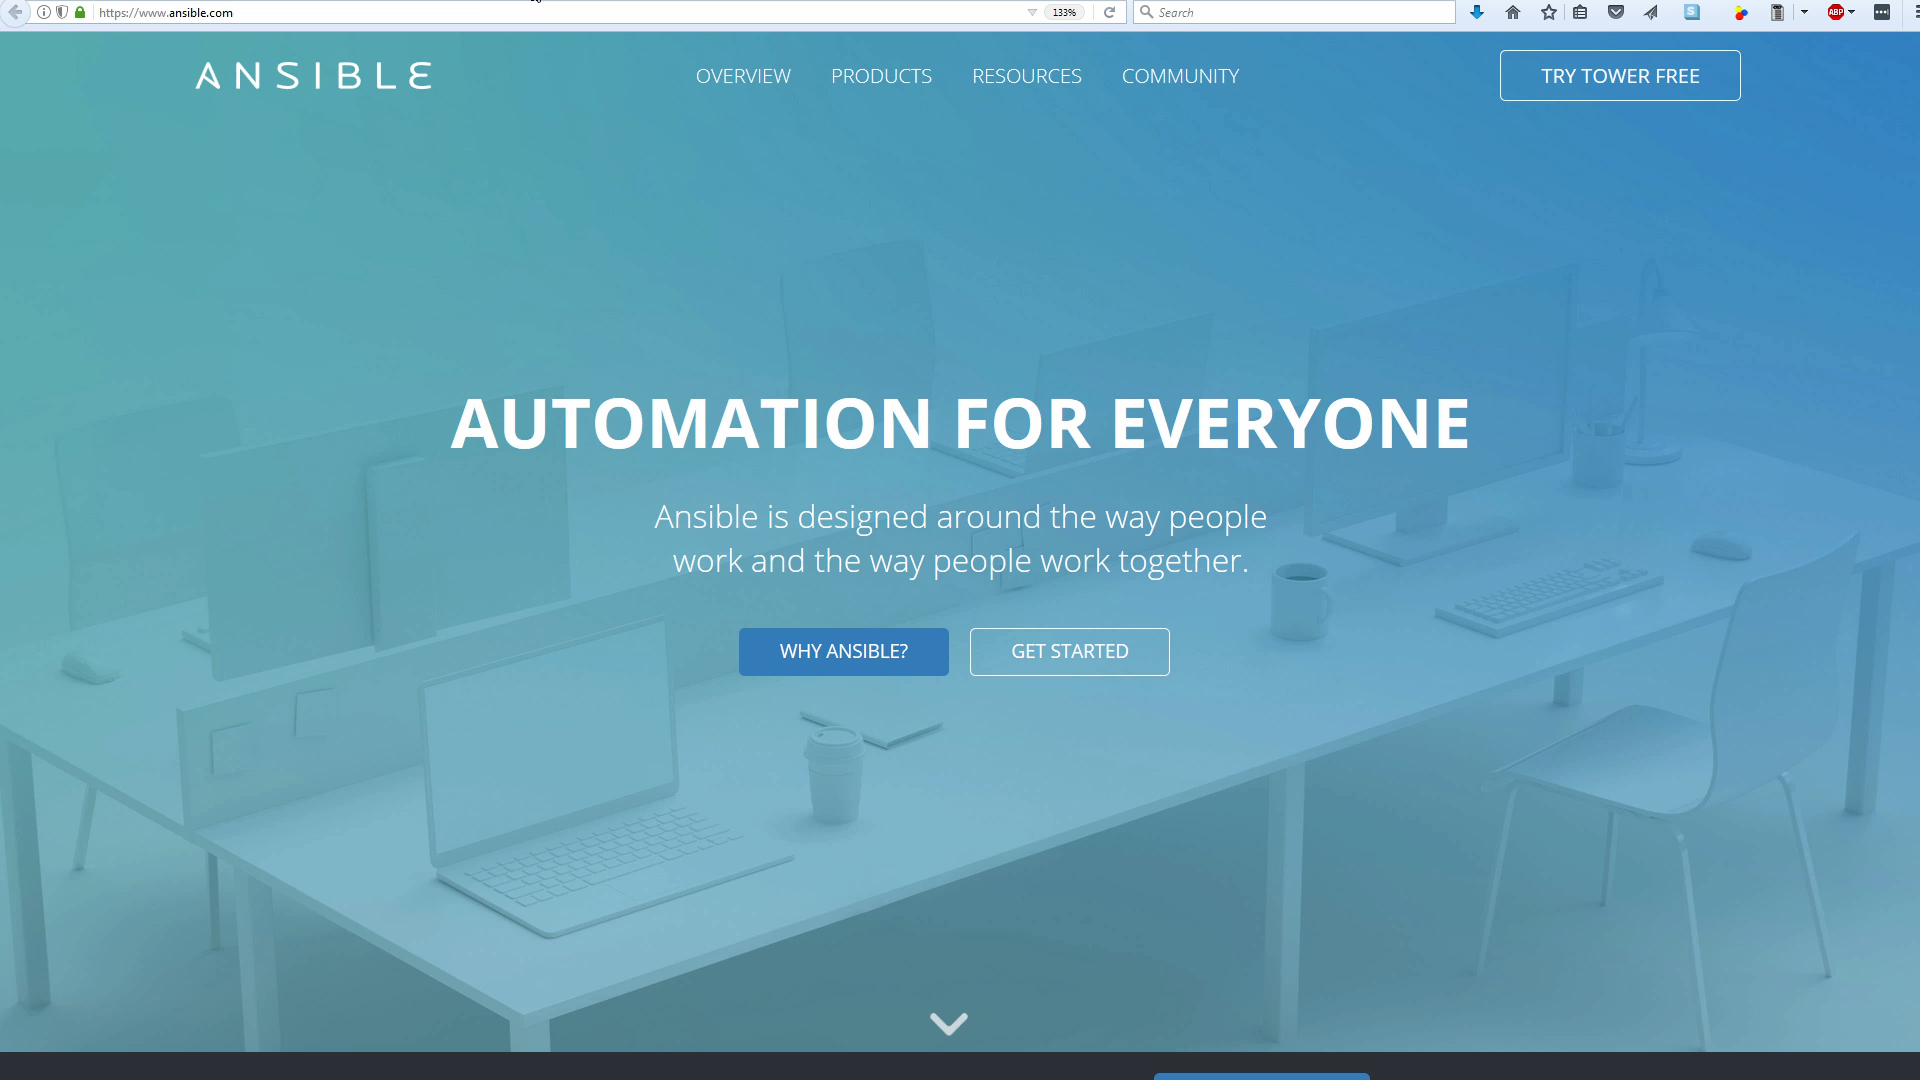 https://www.ansible.com
133%
Search
S
ABP
ANSIBLE
OVERVIEW PRODUCTS RESOURCES COMMUNITY
TRY TOWER FREE
AUTOMATION FOR EVERYONE
Ansible is designed around the way people
work and the way people work together.
WHY ANSIBLE?
GET STARTED